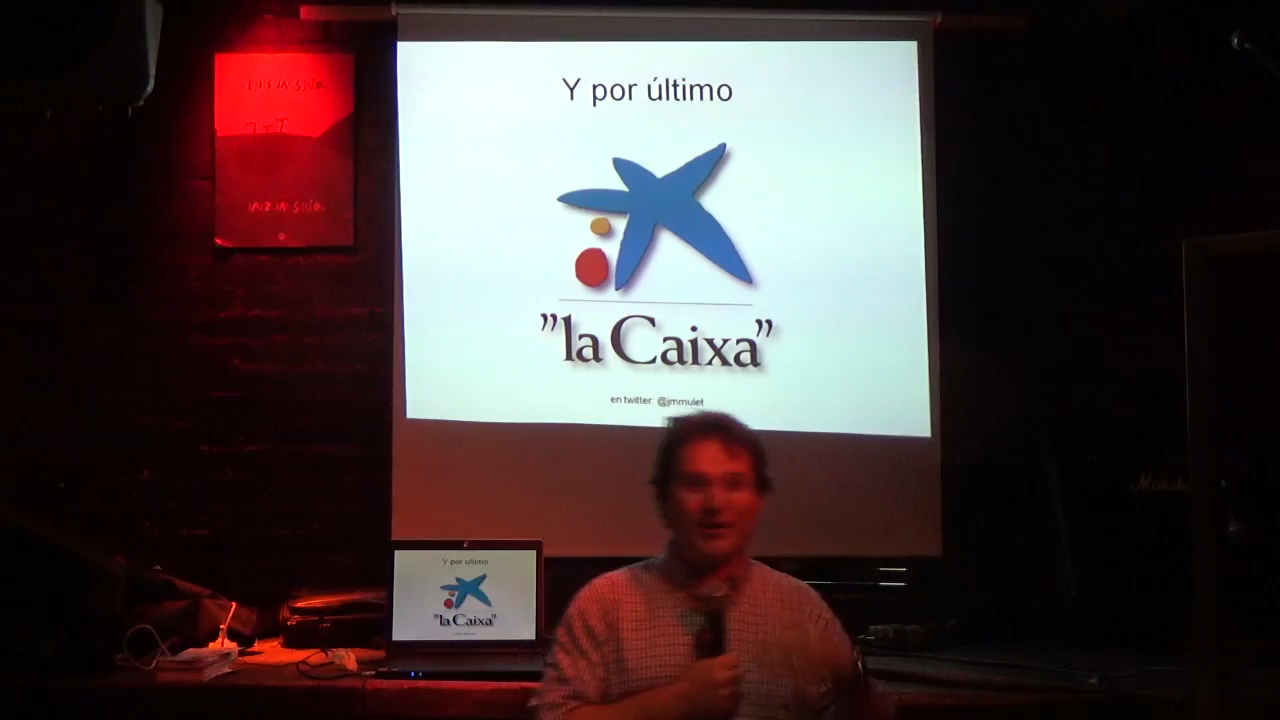 Y por último
"la Caixa"
en twitter: @jmmulet
Y por último
"la Caixa"